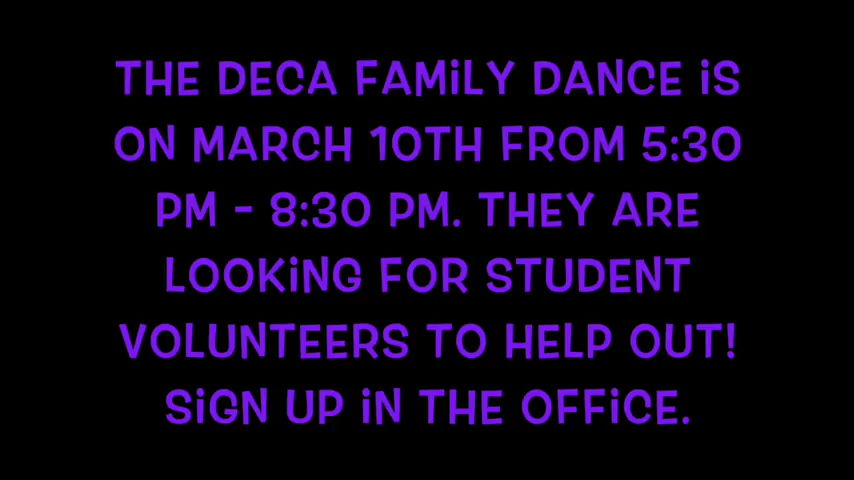 THE DECA FAMiLY DANCE iS
ON MARCH 10TH FROM 5:30
PM - 8:30 PM. THEY ARE
LOOKiNG FOR STUDENT
VOLUNTEERS TO HELP OUT!
SiGN UP iN THE OFFiCE.